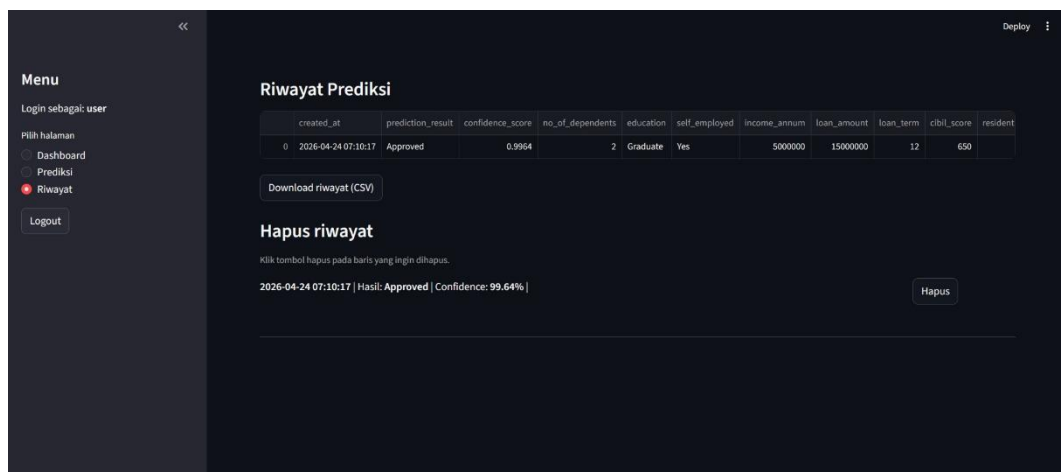 Deploy
Menu
Login sebagai: user
Pilih halaman
Dashboard
Prediksi
Riwayat
Logout
Riwayat Prediksi
created_at prediction_result confidence_score no_of_dependents education self_employed income_annum loan_amount loan_term cibil_score resident
0 2026-04-24 07:10:17 Approved 0.9964 2 Graduate Yes 5000000 15000000 12 650
Download riwayat (CSV)
Hapus riwayat
Klik tombol hapus pada baris yang ingin dihapus.
2026-04-24 07:10:17 | Hasil: Approved | Confidence: 99.64% |
Hapus